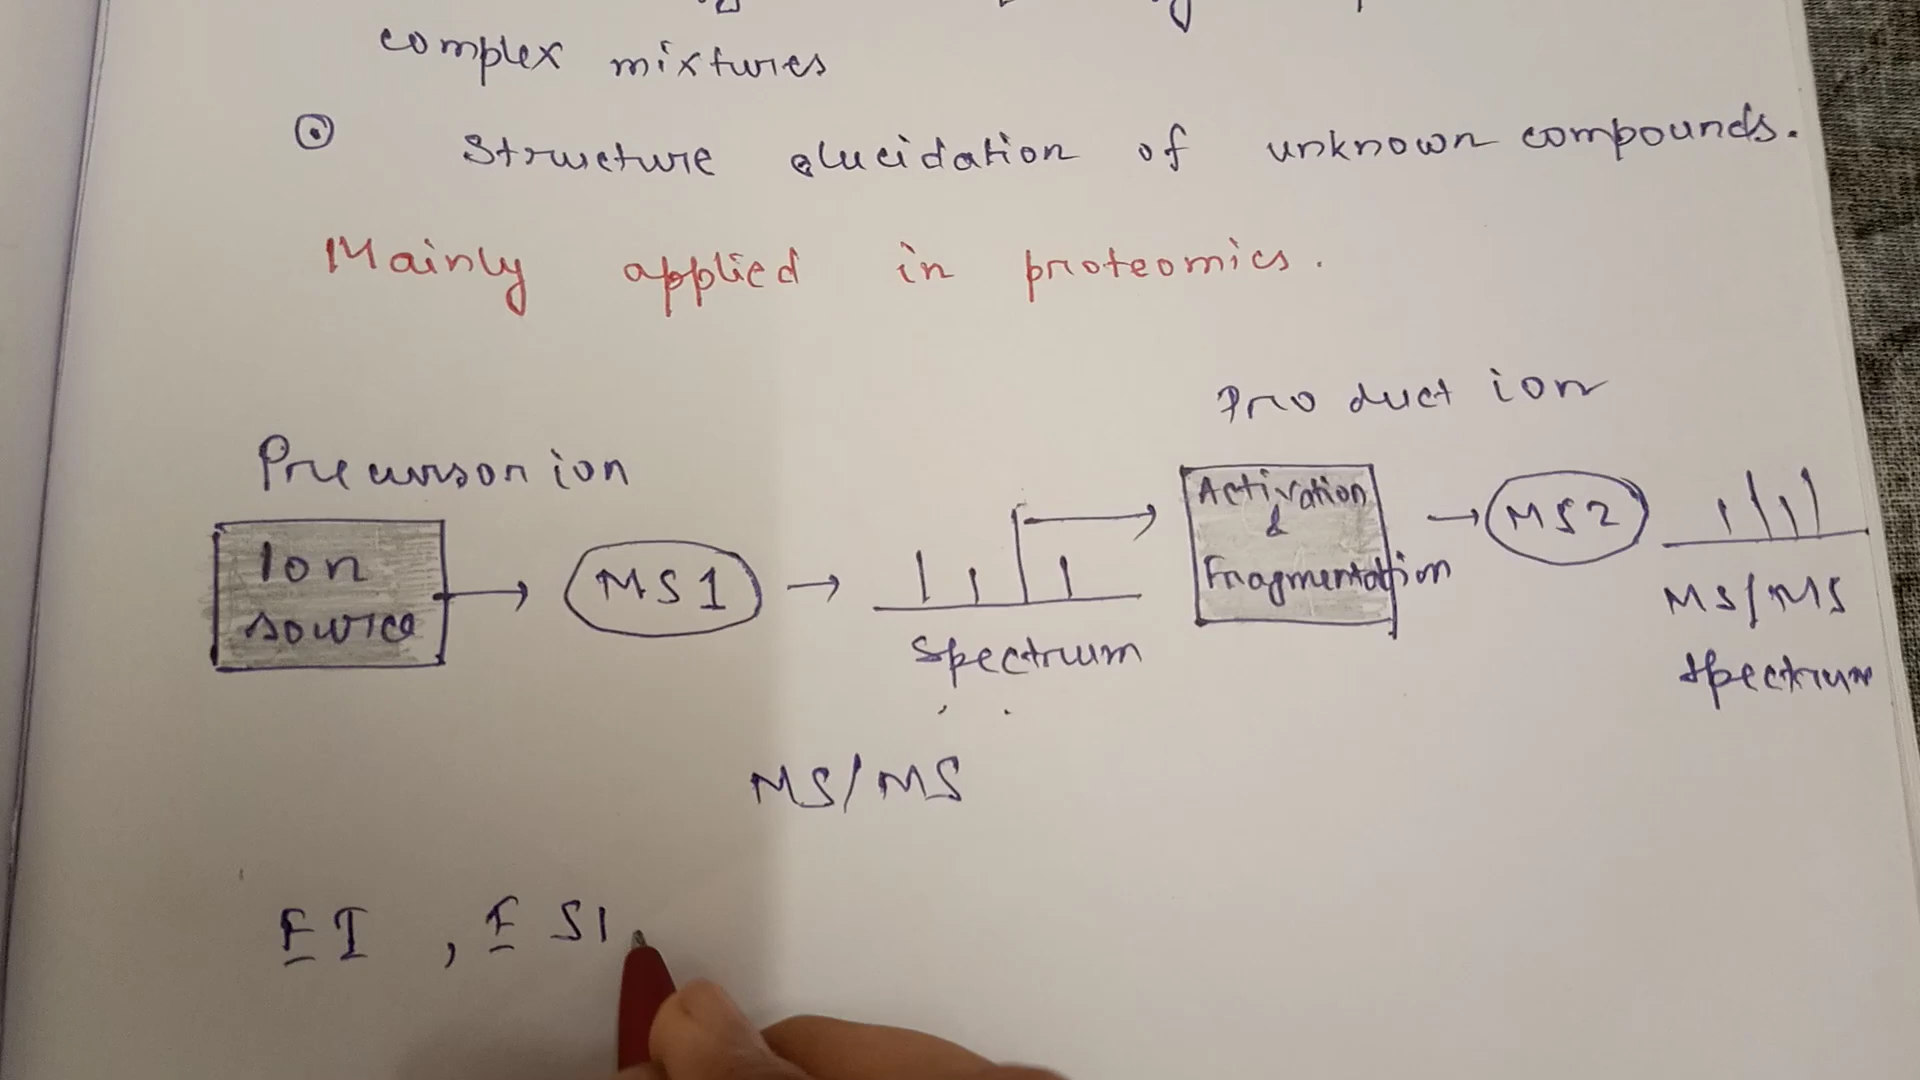 complex mixtures
Structure elucidation of unknown compounds.
Mainly applied in proteomics.
Product ion
Precursor ion
Ion
source
MS1
Spectrum
Activation
&
Fragmentation
MS2
MS/MS
spectrum
MS/MS
EI , ESI